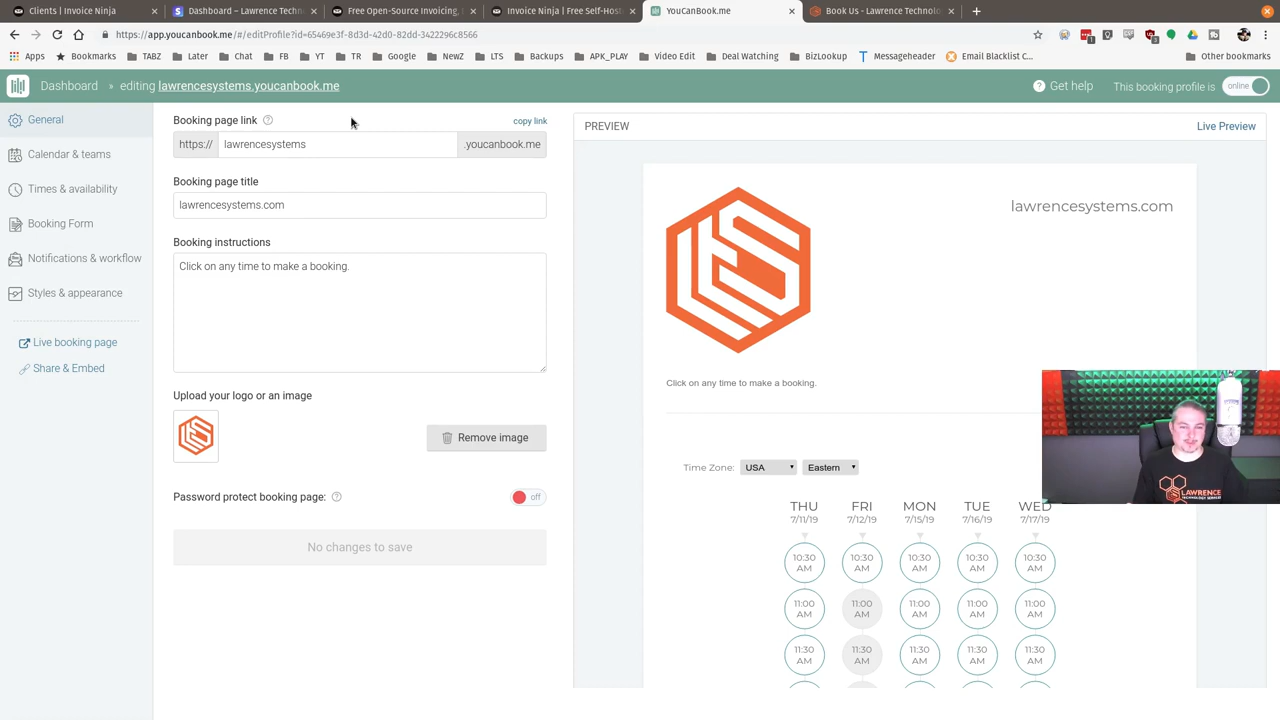 Clients | Invoice Ninja
Dashboard – Lawrence Techn
Free Open-Source Invoicing,
Invoice Ninja | Free Self-Host
YouCanBook.me
Book Us - Lawrence Technolo
https://app.youcanbook.me/#/editProfile?id=65469e3f-8d3d-42d0-82dd-3422296c8566
Apps Bookmarks TABZ Later Chat FB YT TR Google NewZ LTS Backups APK_PLAY Video Edit Deal Watching BizLookup Messageheader Email Blacklist C... Other bookmarks
Dashboard » editing lawrencesystems.youcanbook.me
? Get help
This booking profile is online
General
Calendar & teams
Times & availability
Booking Form
Notifications & workflow
Styles & appearance
Live booking page
Share & Embed
Booking page link ? copy link
https:// lawrencesystems .youcanbook.me
Booking page title
lawrencesystems.com
Booking instructions
Click on any time to make a booking.
Upload your logo or an image
Remove image
Password protect booking page: ? off
No changes to save
PREVIEW Live Preview
lawrencesystems.com
Click on any time to make a booking.
Time Zone: USA Eastern
THU FRI MON TUE WED
7/11/19 7/12/19 7/15/19 7/16/19 7/17/19
10:30 10:30 10:30 10:30 10:30
AM AM AM AM AM
11:00 11:00 11:00 11:00 11:00
AM AM AM AM AM
11:30 11:30 11:30 11:30 11:30
AM AM AM AM AM
LAWRENCE